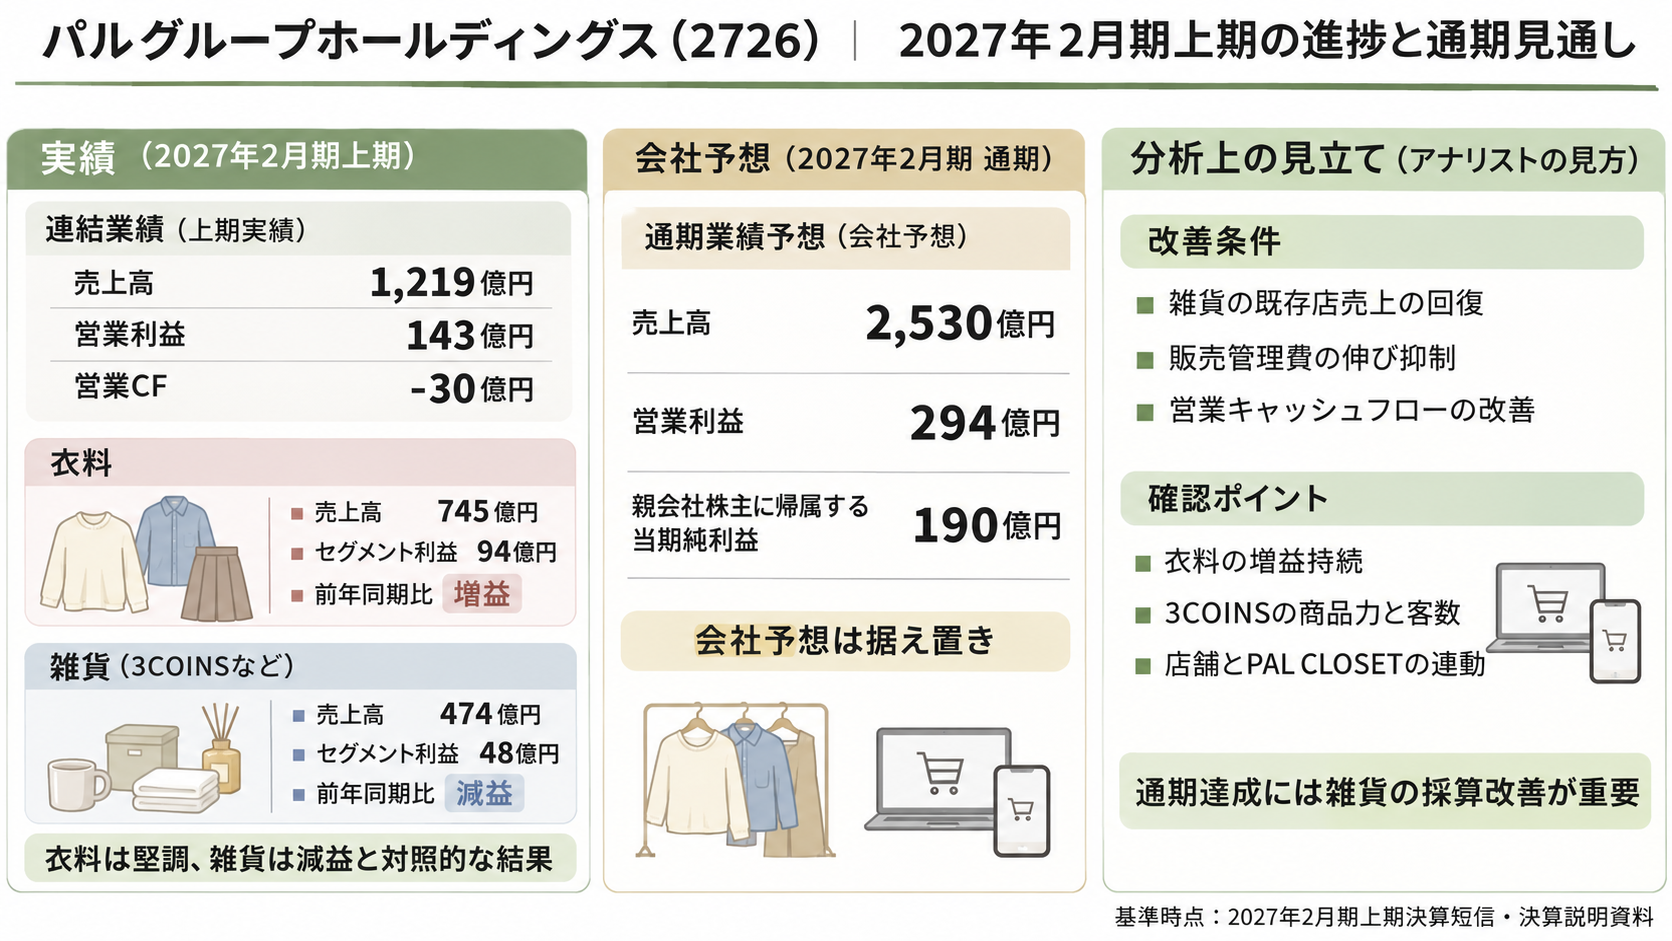 パルグループホールディングス（2726）｜ 2027年2月期上期の進捗と通期見通し
実績（2027年2月期上期）
連結業績（上期実績）
売上高 1,219億円
営業利益 143億円
営業CF -30億円
衣料
売上高 745億円
セグメント利益 94億円
前年同期比 増益
雑貨（3COINSなど）
売上高 474億円
セグメント利益 48億円
前年同期比 減益
衣料は堅調、雑貨は減益と対照的な結果
会社予想（2027年2月期 通期）
通期業績予想（会社予想）
売上高 2,530億円
営業利益 294億円
親会社株主に帰属する
当期純利益 190億円
会社予想は据え置き
分析上の見立て（アナリストの見方）
改善条件
雑貨の既存店売上の回復
販売管理費の伸び抑制
営業キャッシュフローの改善
確認ポイント
衣料の増益持続
3COINSの商品力と客数
店舗とPAL CLOSETの連動
通期達成には雑貨の採算改善が重要
基準時点：2027年2月期上期決算短信・決算説明資料